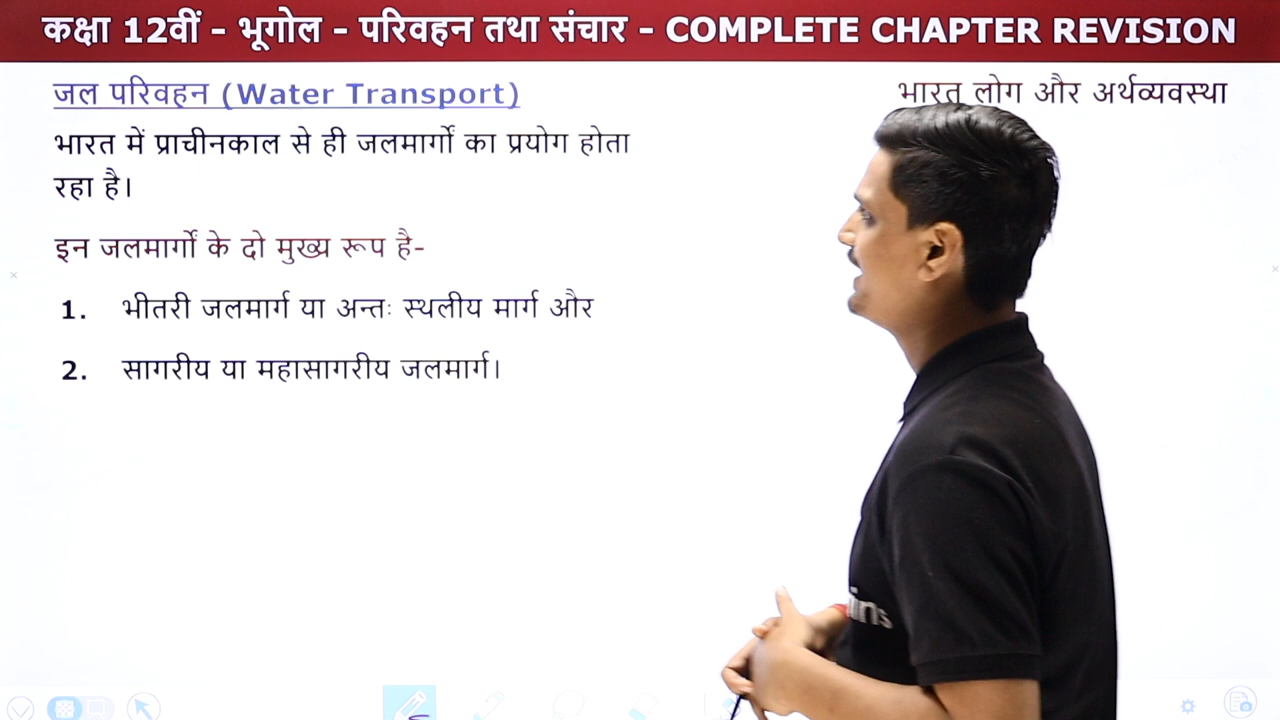 कक्षा 12वीं - भूगोल - परिवहन तथा संचार - COMPLETE CHAPTER REVISION
जल परिवहन (Water Transport)
भारत लोग और अर्थव्यवस्था
भारत में प्राचीनकाल से ही जलमार्गों का प्रयोग होता
रहा है।
इन जलमार्गों के दो मुख्य रूप है-
1. भीतरी जलमार्ग या अन्तः स्थलीय मार्ग और
2. सागरीय या महासागरीय जलमार्ग।